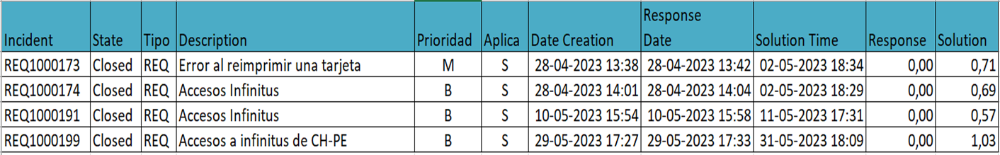 Incident State Tipo Description Prioridad Aplica Date Creation Response Date Solution Time Response Solution
REQ1000173 Closed REQ Error al reimprimir una tarjeta M S 28-04-2023 13:38 28-04-2023 13:42 02-05-2023 18:34 0,00 0,71
REQ1000174 Closed REQ Accesos Infinitus B S 28-04-2023 14:01 28-04-2023 14:04 02-05-2023 18:29 0,00 0,69
REQ1000191 Closed REQ Accesos Infinitus B S 10-05-2023 15:54 10-05-2023 15:58 11-05-2023 17:31 0,00 0,57
REQ1000199 Closed REQ Accesos a infinitus de CH-PE B S 29-05-2023 17:27 29-05-2023 17:33 31-05-2023 18:09 0,00 1,03